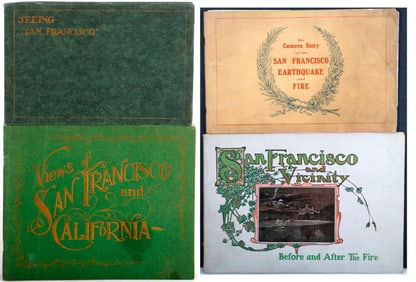 SEEING
"SAN FRANCISCO"
The
Camera Story
of the
SAN FRANCISCO
EARTHQUAKE
and
FIRE
Views of
SAN FRANCISCO
and
CALIFORNIA
San Francisco
and
Vicinity
Before and After The Fire